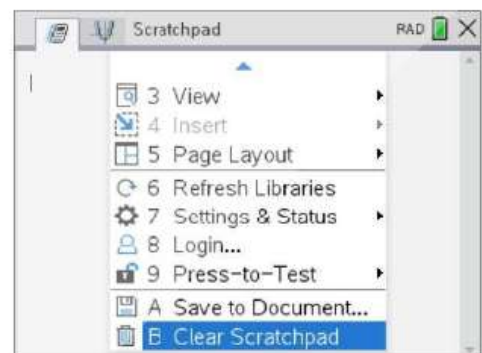 Scratchpad RAD
3 View
4 Insert
5 Page Layout
6 Refresh Libraries
7 Settings & Status
8 Login...
9 Press-to-Test
A Save to Document...
B Clear Scratchpad